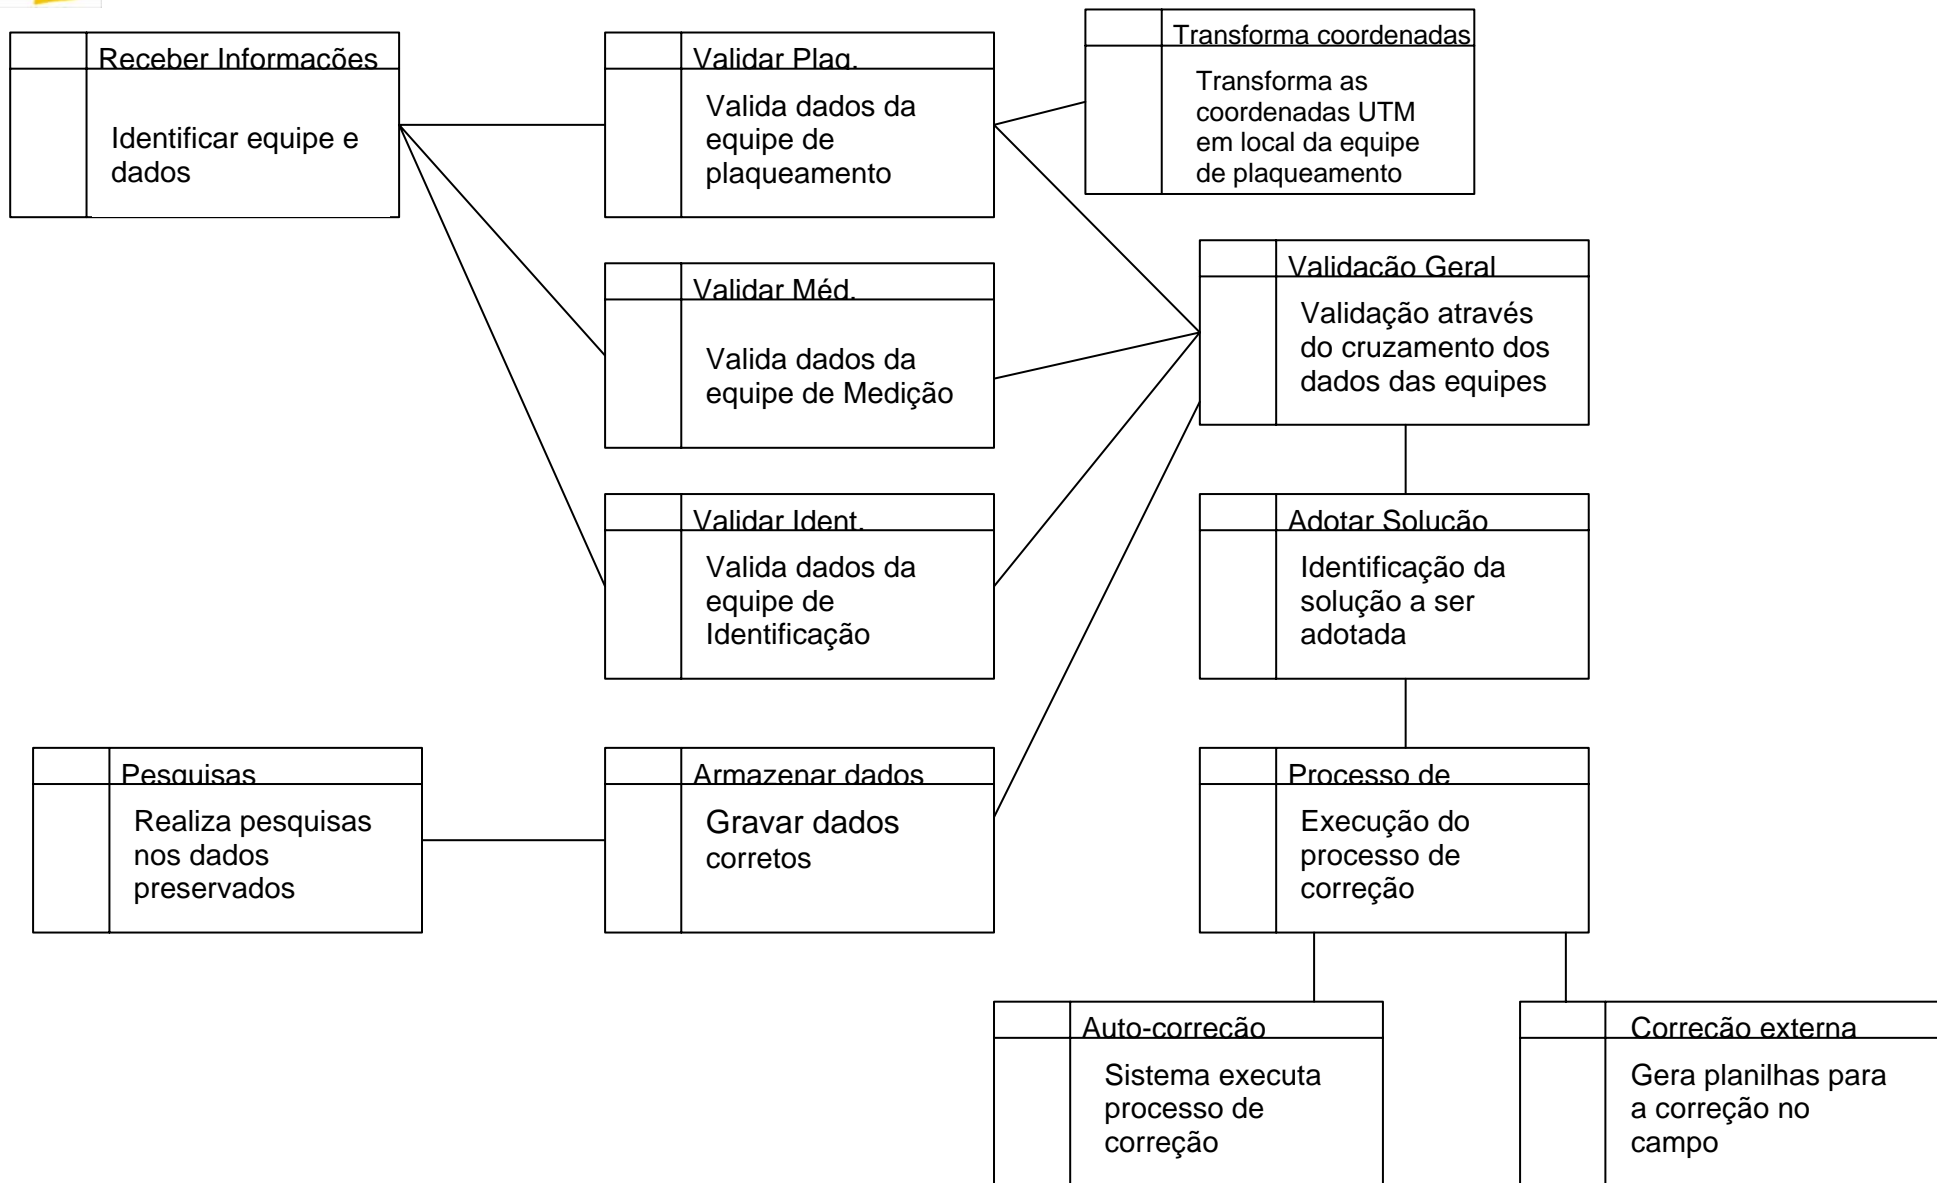 Receber Informações
Identificar equipe e
dados
Validar Plaq.
Valida dados da
equipe de
plaqueamento
Transforma coordenadas
Transforma as
coordenadas UTM
em local da equipe
de plaqueamento
Validar Méd.
Valida dados da
equipe de Medição
Validação Geral
Validação através
do cruzamento dos
dados das equipes
Validar Ident.
Valida dados da
equipe de
Identificação
Adotar Solução
Identificação da
solução a ser
adotada
Pesquisas
Realiza pesquisas
nos dados
preservados
Armazenar dados
Gravar dados
corretos
Processo de
Execução do
processo de
correção
Auto-correção
Sistema executa
processo de
correção
Correção externa
Gera planilhas para
a correção no
campo